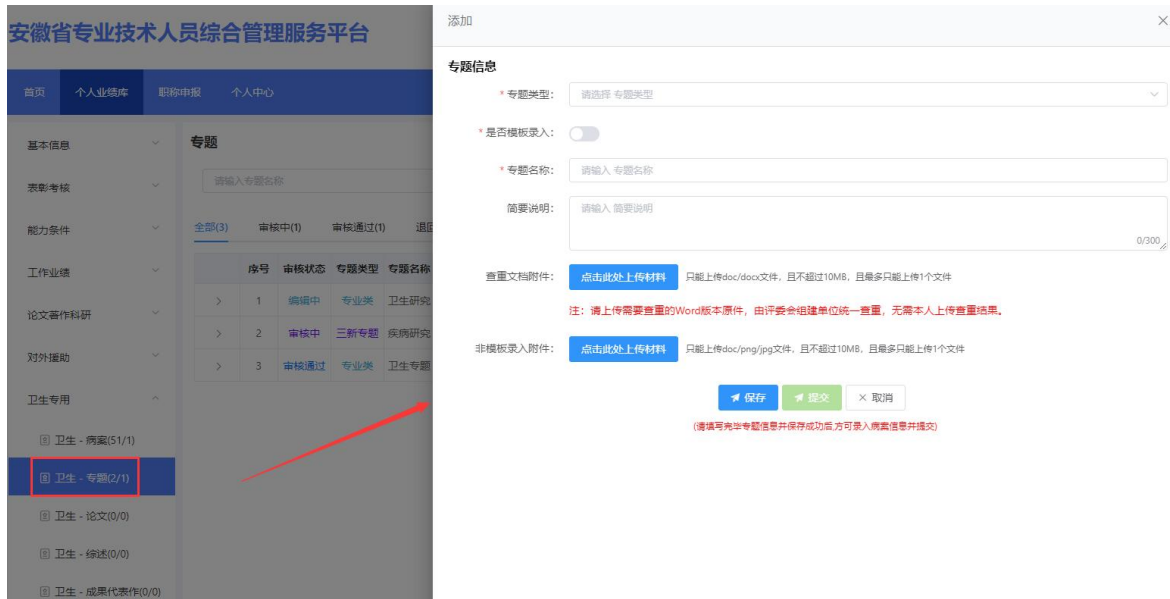 安徽省专业技术人员综合管理服务平台
首页 个人业绩库 职称申报 个人中心
基本信息
表彰考核
能力条件
工作业绩
论文著作科研
对外援助
卫生专用
卫生 - 病案(51/1)
卫生 - 专题(2/1)
卫生 - 论文(0/0)
卫生 - 综述(0/0)
卫生 - 成果代表作(0/0)
专题
请输入专题名称
全部(3) 审核中(1) 审核通过(1) 退回
序号 审核状态 专题类型 专题名称
1 编辑中 专业类 卫生研究
2 审核中 三新专题 疾病研究
3 审核通过 专业类 卫生专题
添加
专题信息
* 专题类型: 请选择 专题类型
* 是否模板录入:
* 专题名称: 请输入 专题名称
简要说明: 请输入 简要说明
0/300
查重文档附件: 点击此处上传材料 只能上传doc/docx文件, 且不超过10MB, 且最多只能上传1个文件
注: 请上传需要查重的Word版本原件, 由评委会组建单位统一查重, 无需本人上传查重结果。
非模板录入附件: 点击此处上传材料 只能上传doc/png/jpg文件, 且不超过10MB, 且最多只能上传1个文件
保存 提交 × 取消
(请填写完毕专题信息并保存成功后,方可录入病案信息并提交)